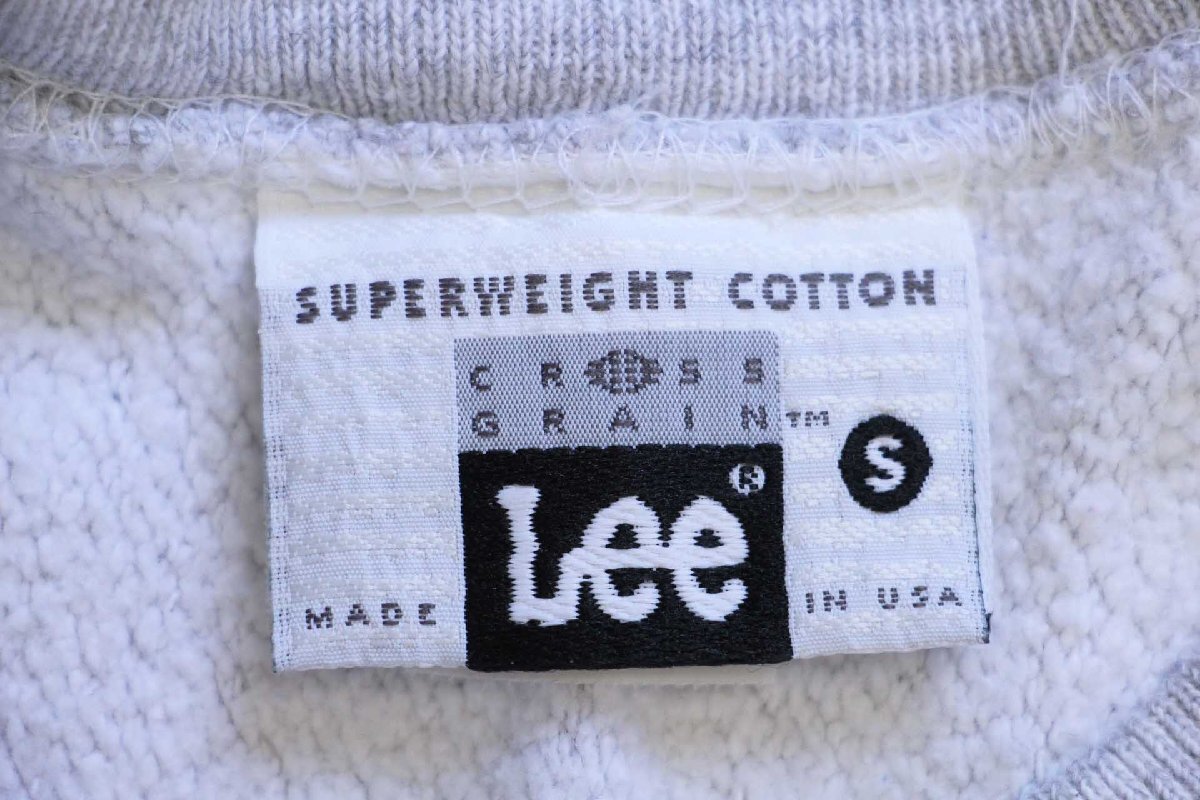 SUPERWEIGHT COTTON
CROSS
GRAIN™
S
Lee®
MADE IN USA